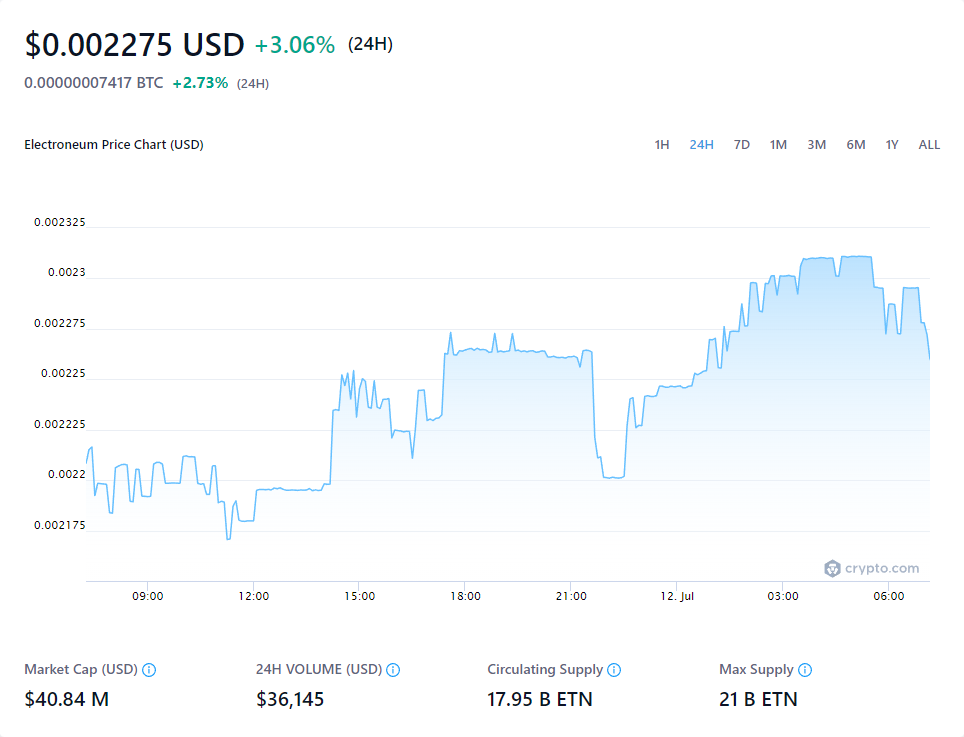 $0.002275 USD +3.06% (24H)
0.00000007417 BTC +2.73% (24H)
Electroneum Price Chart (USD) 1H 24H 7D 1M 3M 6M 1Y ALL
0.002325
0.0023
0.002275
0.00225
0.002225
0.0022
0.002175
crypto.com
09:00 12:00 15:00 18:00 21:00 12. Jul 03:00 06:00
Market Cap (USD) 24H VOLUME (USD) Circulating Supply Max Supply
$40.84 M $36,145 17.95 B ETN 21 B ETN